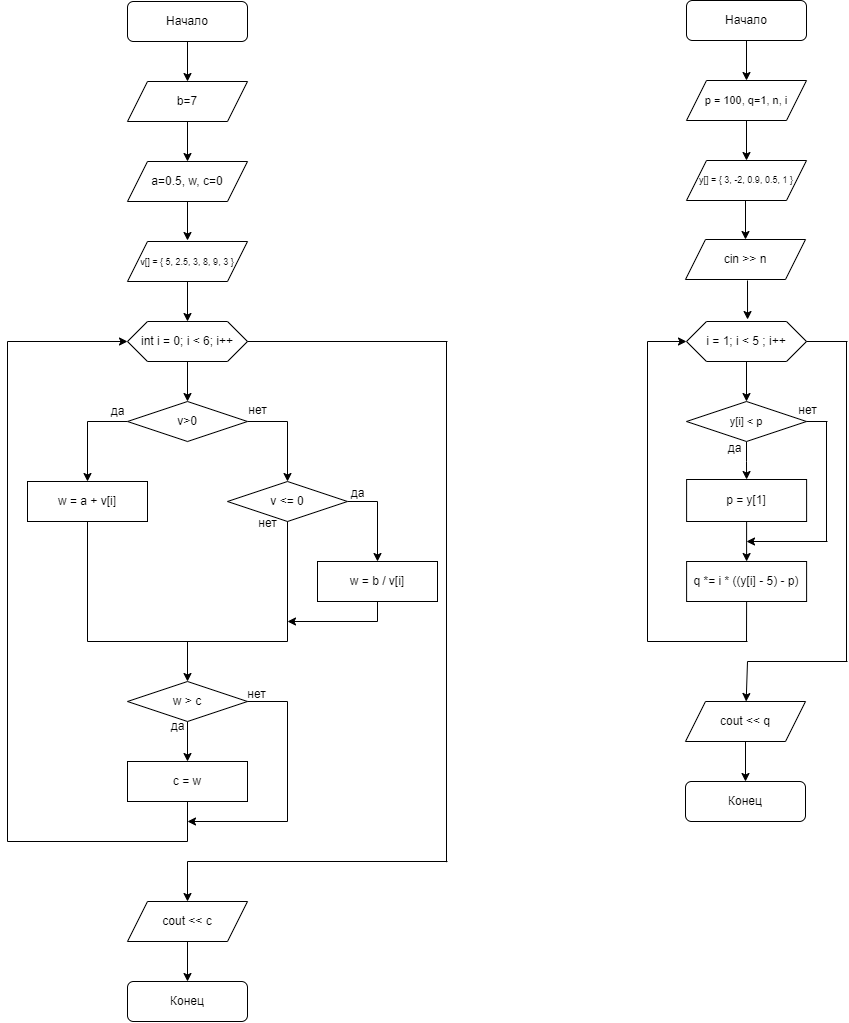 Начало
b=7
a=0.5, w, c=0
v[] = { 5, 2.5, 3, 8, 9, 3 }
int i = 0; i < 6; i++
v>0
да
нет
w = a + v[i]
v <= 0
да
нет
w = b / v[i]
w > c
нет
да
c = w
cout << c
Конец
Начало
p = 100, q=1, n, i
y[] = { 3, -2, 0.9, 0.5, 1 }
cin >> n
i = 1; i < 5 ; i++
y[i] < p
нет
да
p = y[1]
q *= i * ((y[i] - 5) - p)
cout << q
Конец